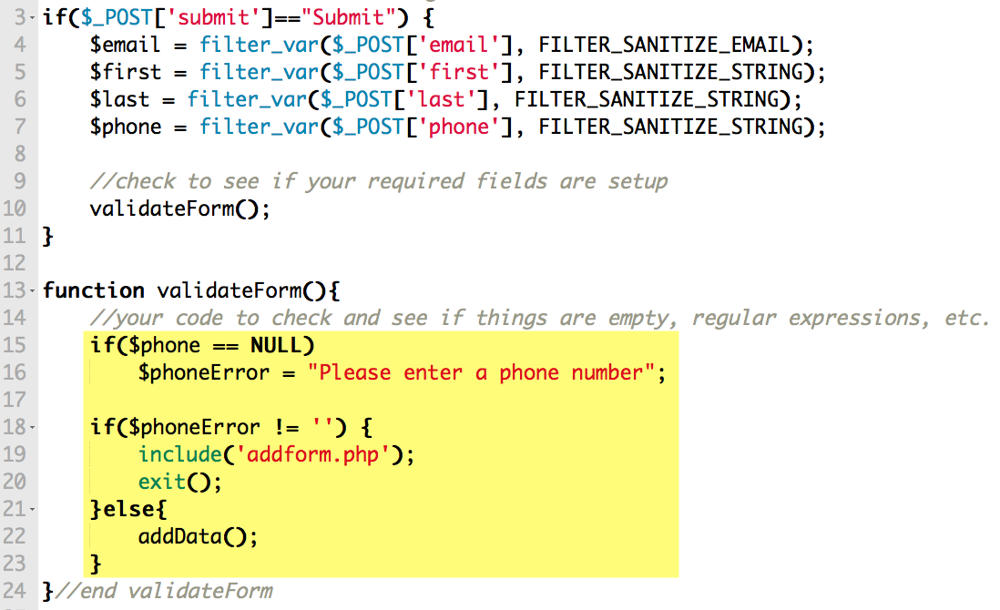 3 if($_POST['submit']=="Submit") {
4 $email = filter_var($_POST['email'], FILTER_SANITIZE_EMAIL);
5 $first = filter_var($_POST['first'], FILTER_SANITIZE_STRING);
6 $last = filter_var($_POST['last'], FILTER_SANITIZE_STRING);
7 $phone = filter_var($_POST['phone'], FILTER_SANITIZE_STRING);
8
9 //check to see if your required fields are setup
10 validateForm();
11 }
12
13 function validateForm(){
14 //your code to check and see if things are empty, regular expressions, etc.
15 if($phone == NULL)
16 $phoneError = "Please enter a phone number";
17
18 if($phoneError != '') {
19 include('addform.php');
20 exit();
21 }else{
22 addData();
23 }
24 }//end validateForm